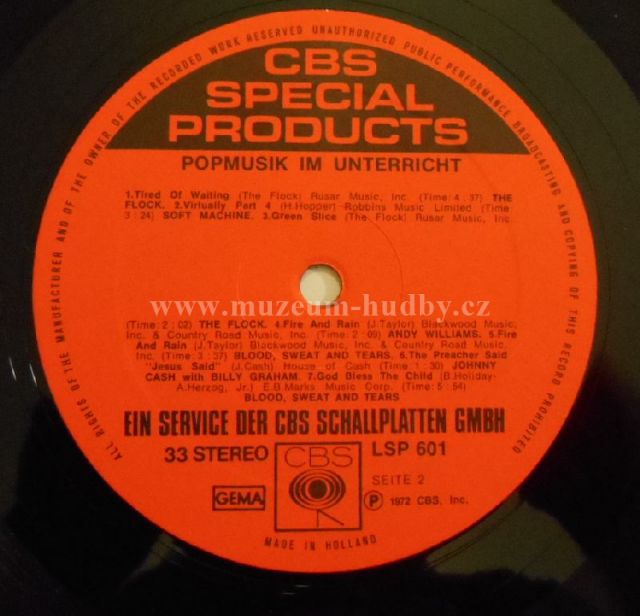 ALL RIGHTS OF THE MANUFACTURER AND OF THE OWNER OF THE RECORDED WORK RESERVED UNAUTHORIZED PUBLIC PERFORMANCE BROADCASTING AND COPYING OF THIS RECORD PROHIBITED
CBS
SPECIAL
PRODUCTS
POPMUSIK IM UNTERRICHT
1.Tired Of Waiting (The Flock) Rusar Music, Inc. (Time: 4 : 37) THE
FLOCK. 2.Virtually Part 4 (H.Hopper) Robbins Music Limited (Time:
3 : 24) SOFT MACHINE. 3.Green Slice (The Flock) Rusar Music, Inc.
www.muzeum-hudby.cz
(Time : 2 : 02) THE FLOCK. 4.Fire And Rain (J.Taylor) Blackwood Music,
Inc. & Country Road Music, Inc. (Time : 2 : 09) ANDY WILLIAMS. 5.Fire
And Rain (J.Taylor) Blackwood Music Inc. & Country Road Music,
Inc. (Time: 3 : 37) BLOOD, SWEAT AND TEARS. 6.The Preacher Said
"Jesus Said" (J.Cash) House of Cash (Time : 1 : 30) JOHNNY
CASH with BILLY GRAHAM. 7.God Bless The Child (B.Holiday-
A.Herzog, Jr.) E.B.Marks Music Corp. (Time : 5 : 54)
BLOOD, SWEAT AND TEARS
EIN SERVICE DER CBS SCHALLPLATTEN GMBH
33 STEREO CBS LSP 601
SEITE 2
GEMA ℗ 1972 CBS, Inc.
MADE IN HOLLAND